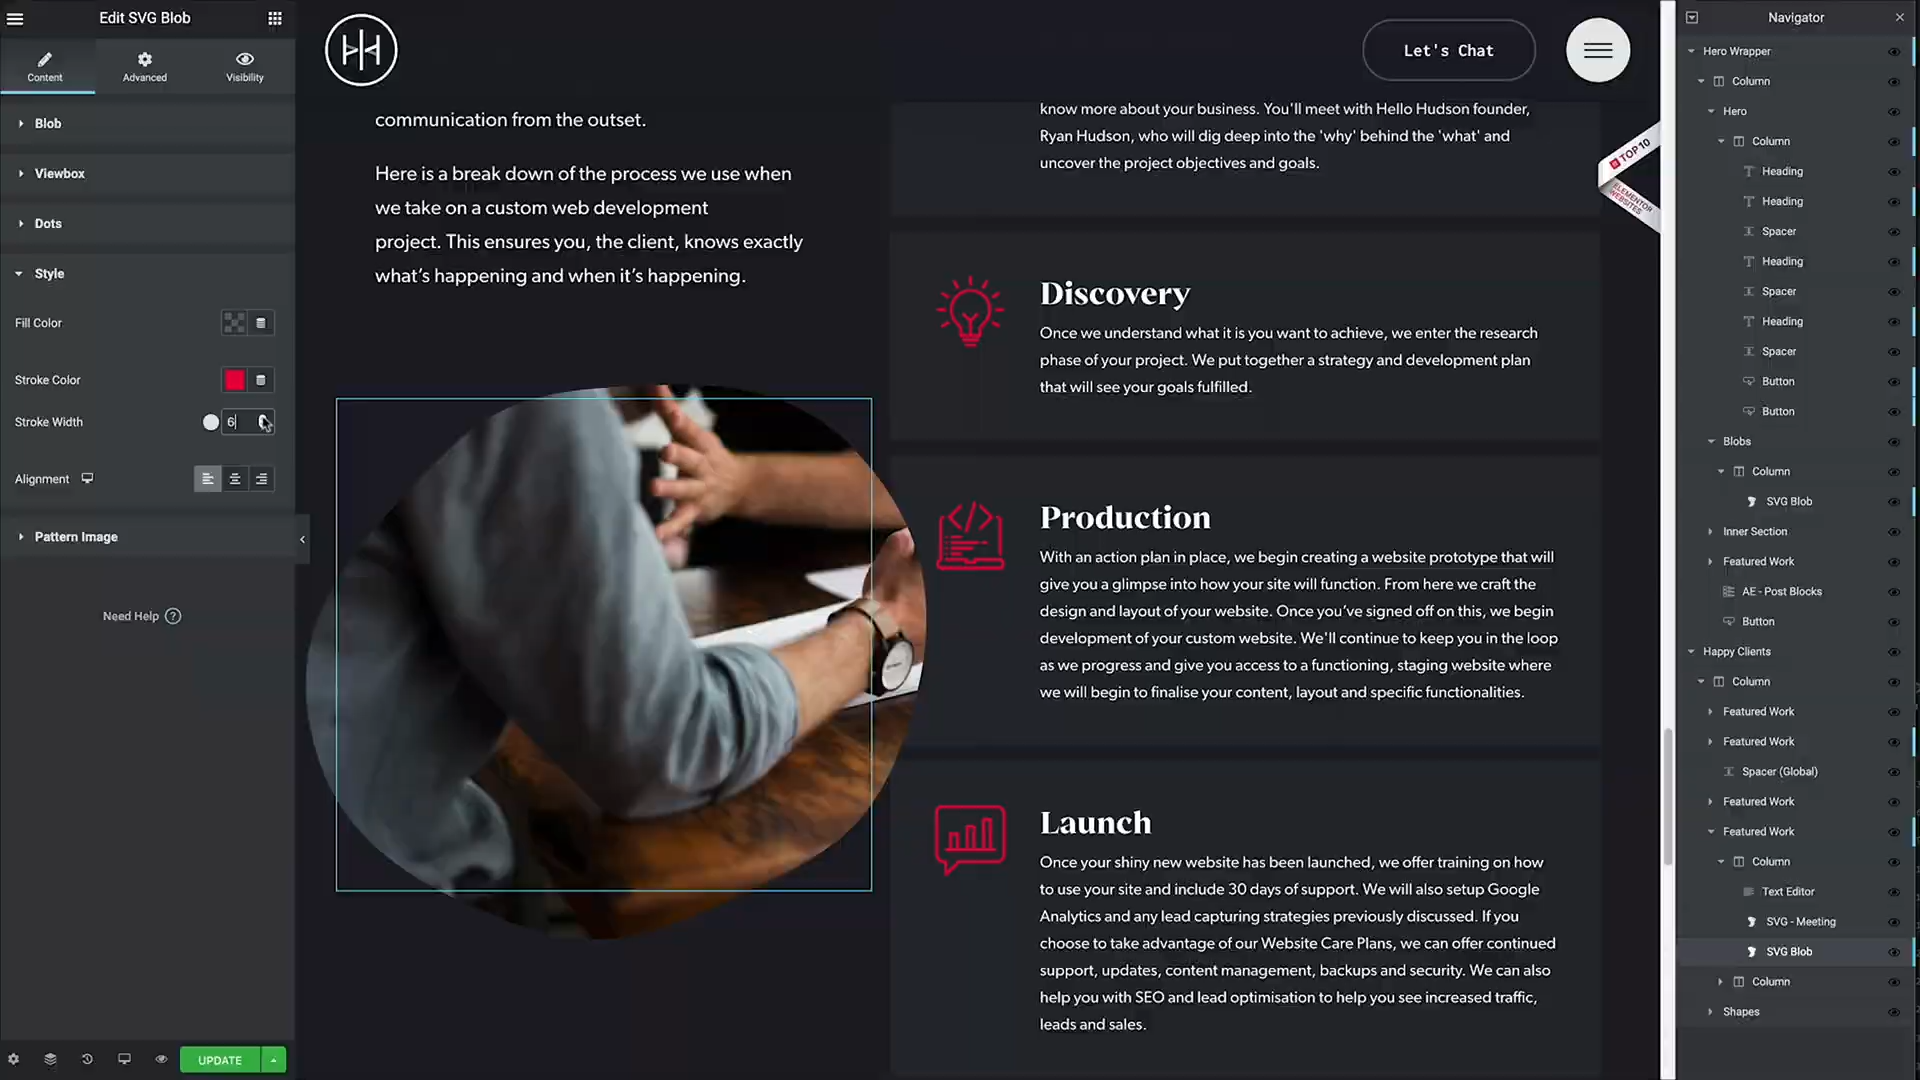 Edit SVG Blob
Content
Advanced
Visibility
Blob
Viewbox
Dots
Style
Fill Color
Stroke Color
Stroke Width
6
Alignment
Pattern Image
Need Help ?
UPDATE
Let's Chat
communication from the outset.
Here is a break down of the process we use when
we take on a custom web development
project. This ensures you, the client, knows exactly
what's happening and when it's happening.
know more about your business. You'll meet with Hello Hudson founder,
Ryan Hudson, who will dig deep into the 'why' behind the 'what' and
uncover the project objectives and goals.
TOP 10
ELEMENTOR
WEBSITES
Discovery
Once we understand what it is you want to achieve, we enter the research
phase of your project. We put together a strategy and development plan
that will see your goals fulfilled.
Production
With an action plan in place, we begin creating a website prototype that will
give you a glimpse into how your site will function. From here we craft the
design and layout of your website. Once you've signed off on this, we begin
development of your custom website. We'll continue to keep you in the loop
as we progress and give you access to a functioning, staging website where
we will begin to finalise your content, layout and specific functionalities.
Launch
Once your shiny new website has been launched, we offer training on how
to use your site and include 30 days of support. We will also setup Google
Analytics and any lead capturing strategies previously discussed. If you
choose to take advantage of our Website Care Plans, we can offer continued
support, updates, content management, backups and security. We can also
help you with SEO and lead optimisation to help you see increased traffic,
leads and sales.
Navigator
Hero Wrapper
Column
Hero
Column
Heading
Heading
Spacer
Heading
Spacer
Heading
Spacer
Button
Button
Blobs
Column
SVG Blob
Inner Section
Featured Work
AE - Post Blocks
Button
Happy Clients
Column
Featured Work
Featured Work
Spacer (Global)
Featured Work
Featured Work
Column
Text Editor
SVG - Meeting
SVG Blob
Column
Shapes